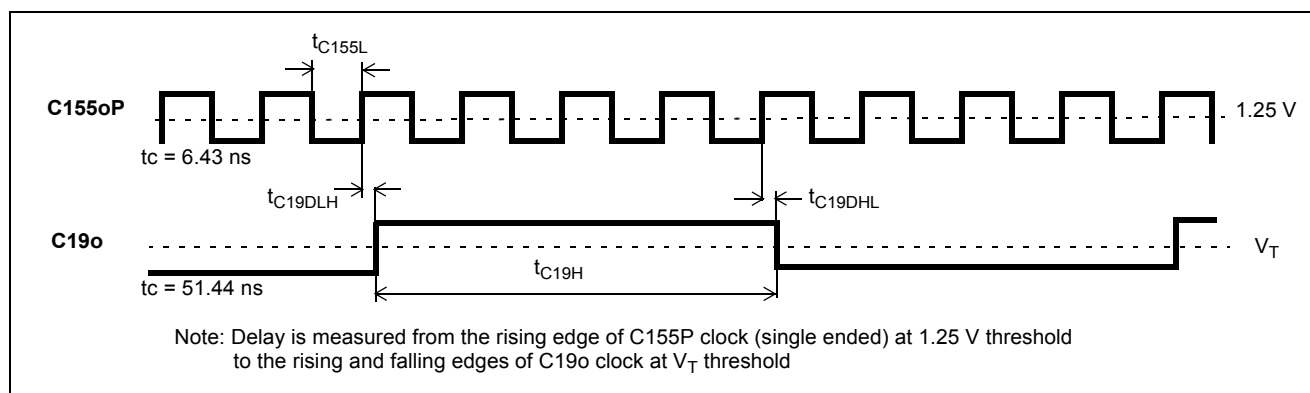 tC155L
C155oP
1.25 V
tc = 6.43 ns
tC19DLH
tC19DHL
C19o
VT
tC19H
tc = 51.44 ns
Note: Delay is measured from the rising edge of C155P clock (single ended) at 1.25 V threshold
to the rising and falling edges of C19o clock at VT threshold